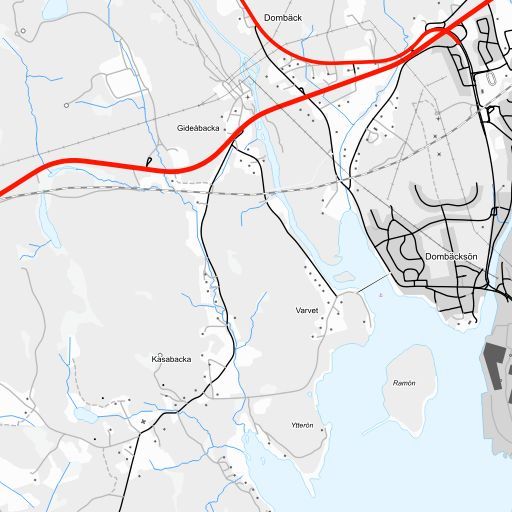 Dombäck
Gideåbacka
Dombäcksön
Varvet
Kasabacka
Ramön
Ytterön